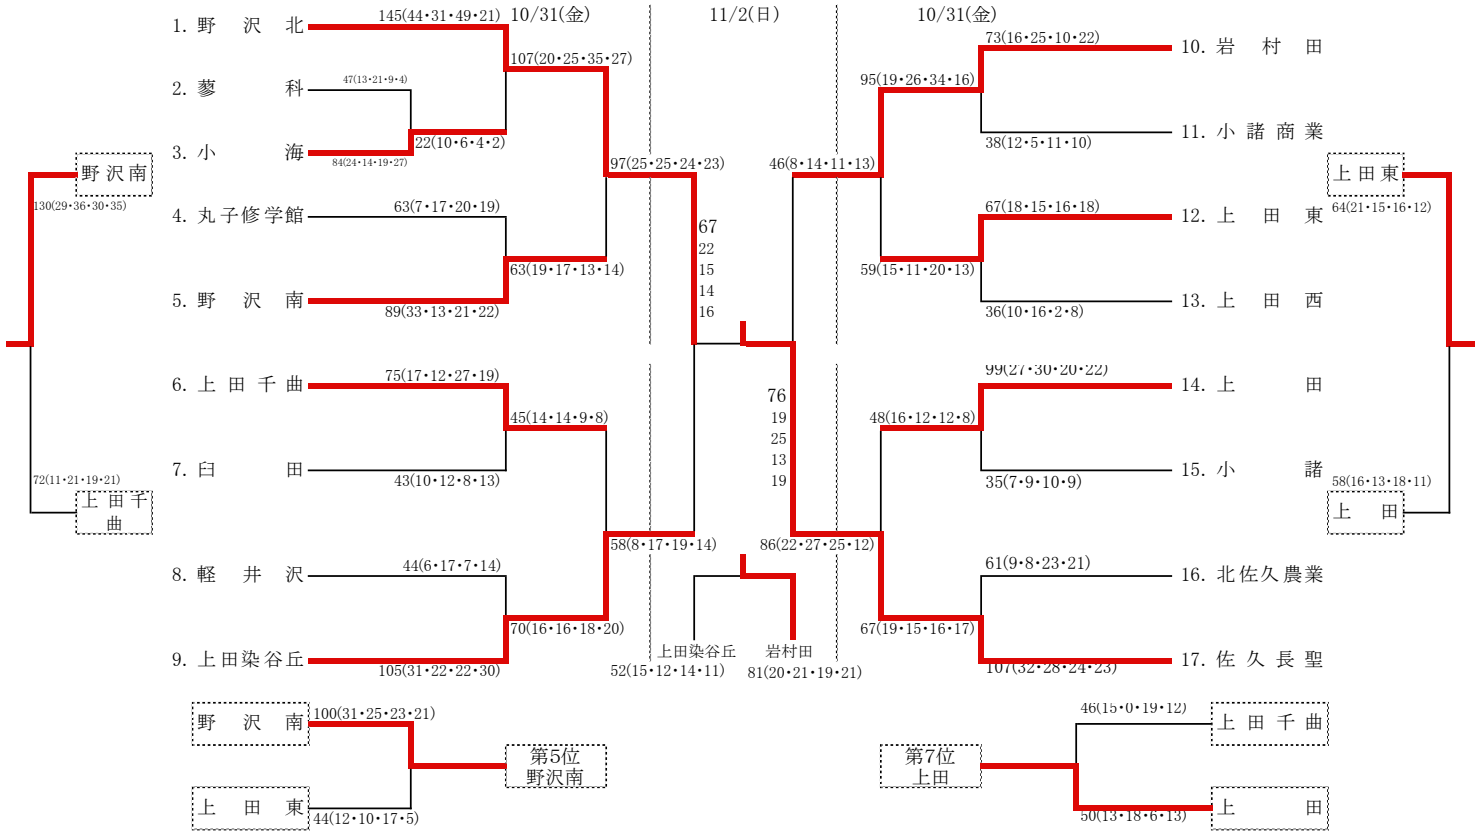 10/31(金)
11/2(日)
10/31(金)
1. 野沢北
145(44・31・49・21)
107(20・25・35・27)
2. 蓼科
47(13・21・9・4)
22(10・6・4・2)
3. 小海
84(24・14・19・27)
97(25・25・24・23)
野沢南
130(29・36・30・35)
4. 丸子修学館
63(7・17・20・19)
63(19・17・13・14)
5. 野沢南
89(33・13・21・22)
67
22
15
14
16
6. 上田千曲
75(17・12・27・19)
45(14・14・9・8)
7. 臼田
43(10・12・8・13)
72(11・21・19・21)
上田千
曲
58(8・17・19・14)
8. 軽井沢
44(6・17・7・14)
70(16・16・18・20)
9. 上田染谷丘
105(31・22・22・30)
73(16・25・10・22)
10. 岩村田
95(19・26・34・16)
38(12・5・11・10)
11. 小諸商業
46(8・14・11・13)
上田東
64(21・15・16・12)
67(18・15・16・18)
12. 上田東
59(15・11・20・13)
36(10・16・2・8)
13. 上田西
99(27・30・20・22)
14. 上田
76
19
25
13
19
48(16・12・12・8)
35(7・9・10・9)
15. 小諸
58(16・13・18・11)
上田
86(22・27・25・12)
61(9・8・23・21)
16. 北佐久農業
67(19・15・16・17)
107(32・28・24・23)
17. 佐久長聖
上田染谷丘
岩村田
52(15・12・14・11)
81(20・21・19・21)
野沢南
100(31・25・23・21)
第5位
野沢南
上田東
44(12・10・17・5)
46(15・0・19・12)
上田千曲
第7位
上田
50(13・18・6・13)
上田